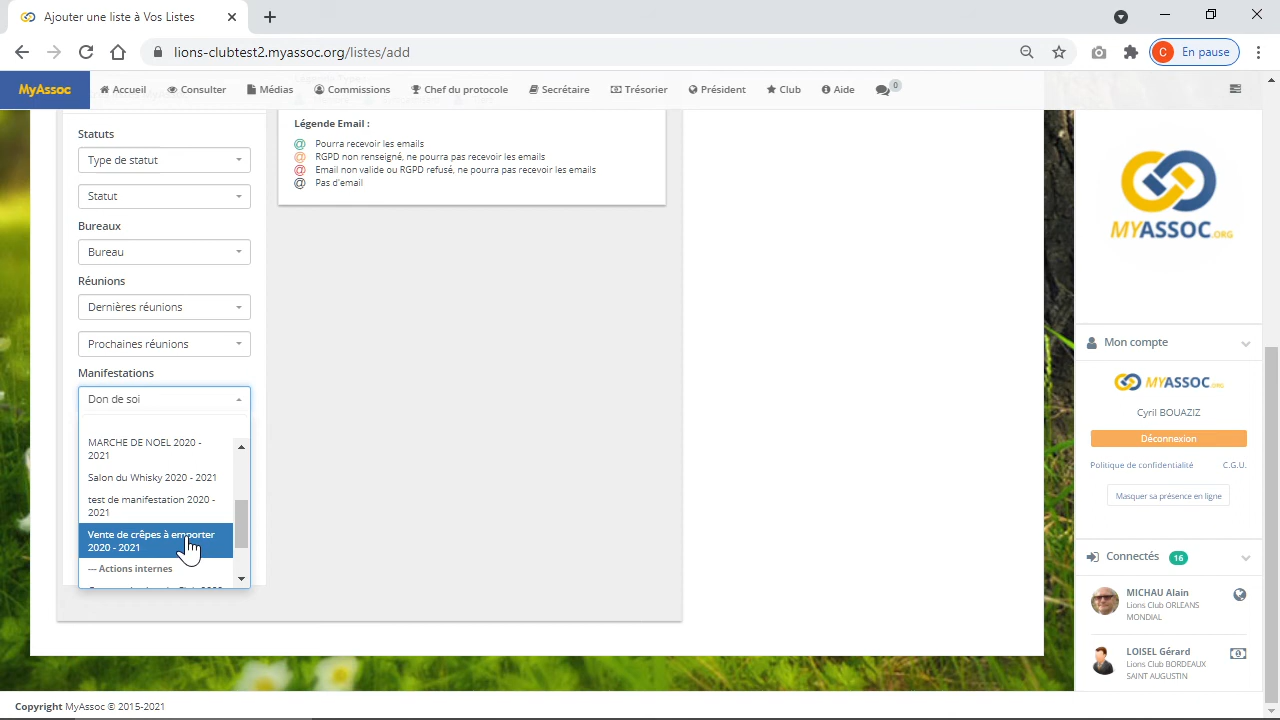 Ajouter une liste à Vos Listes
lions-clubtest2.myassoc.org/listes/add
C En pause
MyAssoc Accueil Consulter Médias Commissions Chef du protocole Secrétaire Trésorier Président Club Aide 0
Statuts
Type de statut
Statut
Bureaux
Bureau
Réunions
Dernières réunions
Prochaines réunions
Manifestations
Don de soi
MARCHE DE NOEL 2020 -
2021
Salon du Whisky 2020 - 2021
test de manifestation 2020 -
2021
Vente de crêpes à emporter
2020 - 2021
--- Actions internes
Légende Email :
@ Pourra recevoir les emails
@ RGPD non renseigné, ne pourra pas recevoir les emails
@ Email non valide ou RGPD refusé, ne pourra pas recevoir les emails
@ Pas d'email
MYASSOC.ORG
Mon compte
MYASSOC.ORG
Cyril BOUAZIZ
Déconnexion
Politique de confidentialité C.G.U.
Masquer sa présence en ligne
Connectés 16
MICHAU Alain
Lions Club ORLEANS
MONDIAL
LOISEL Gérard
Lions Club BORDEAUX
SAINT AUGUSTIN
Copyright MyAssoc © 2015-2021